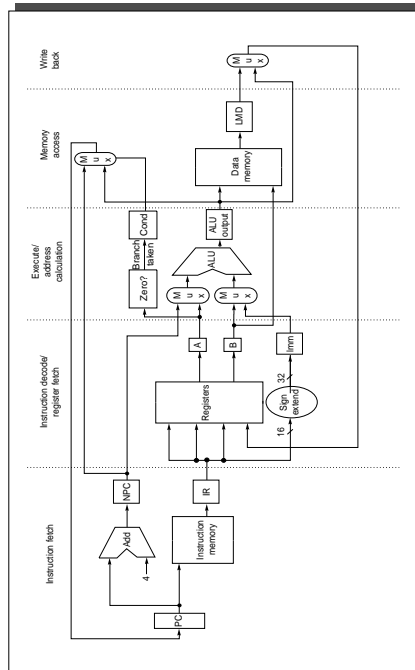 Instruction fetch
Instruction decode/
register fetch
Execute/
address
calculation
Memory
access
Write
back
PC
4
Add
NPC
Instruction
memory
IR
Registers
16
Sign
extend
32
A
B
Imm
Zero?
Branch
taken
Cond
M
u
x
M
u
x
ALU
ALU
output
M
u
x
Data
memory
LMD
M
u
x